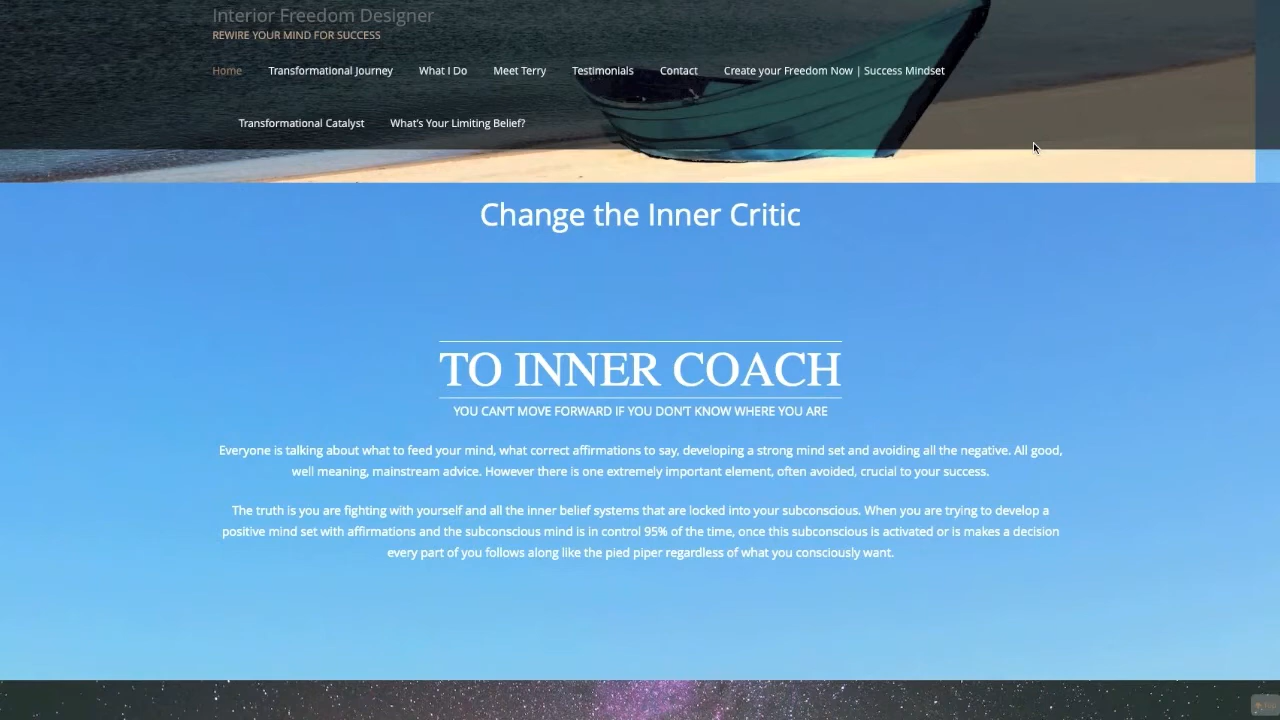 Interior Freedom Designer
REWIRE YOUR MIND FOR SUCCESS
Home Transformational Journey What I Do Meet Terry Testimonials Contact Create your Freedom Now | Success Mindset
Transformational Catalyst What's Your Limiting Belief?
Change the Inner Critic
TO INNER COACH
YOU CAN'T MOVE FORWARD IF YOU DON'T KNOW WHERE YOU ARE
Everyone is talking about what to feed your mind, what correct affirmations to say, developing a strong mind set and avoiding all the negative. All good,
well meaning, mainstream advice. However there is one extremely important element, often avoided, crucial to your success.
The truth is you are fighting with yourself and all the inner belief systems that are locked into your subconscious. When you are trying to develop a
positive mind set with affirmations and the subconscious mind is in control 95% of the time, once this subconscious is activated or is makes a decision
every part of you follows along like the pied piper regardless of what you consciously want.